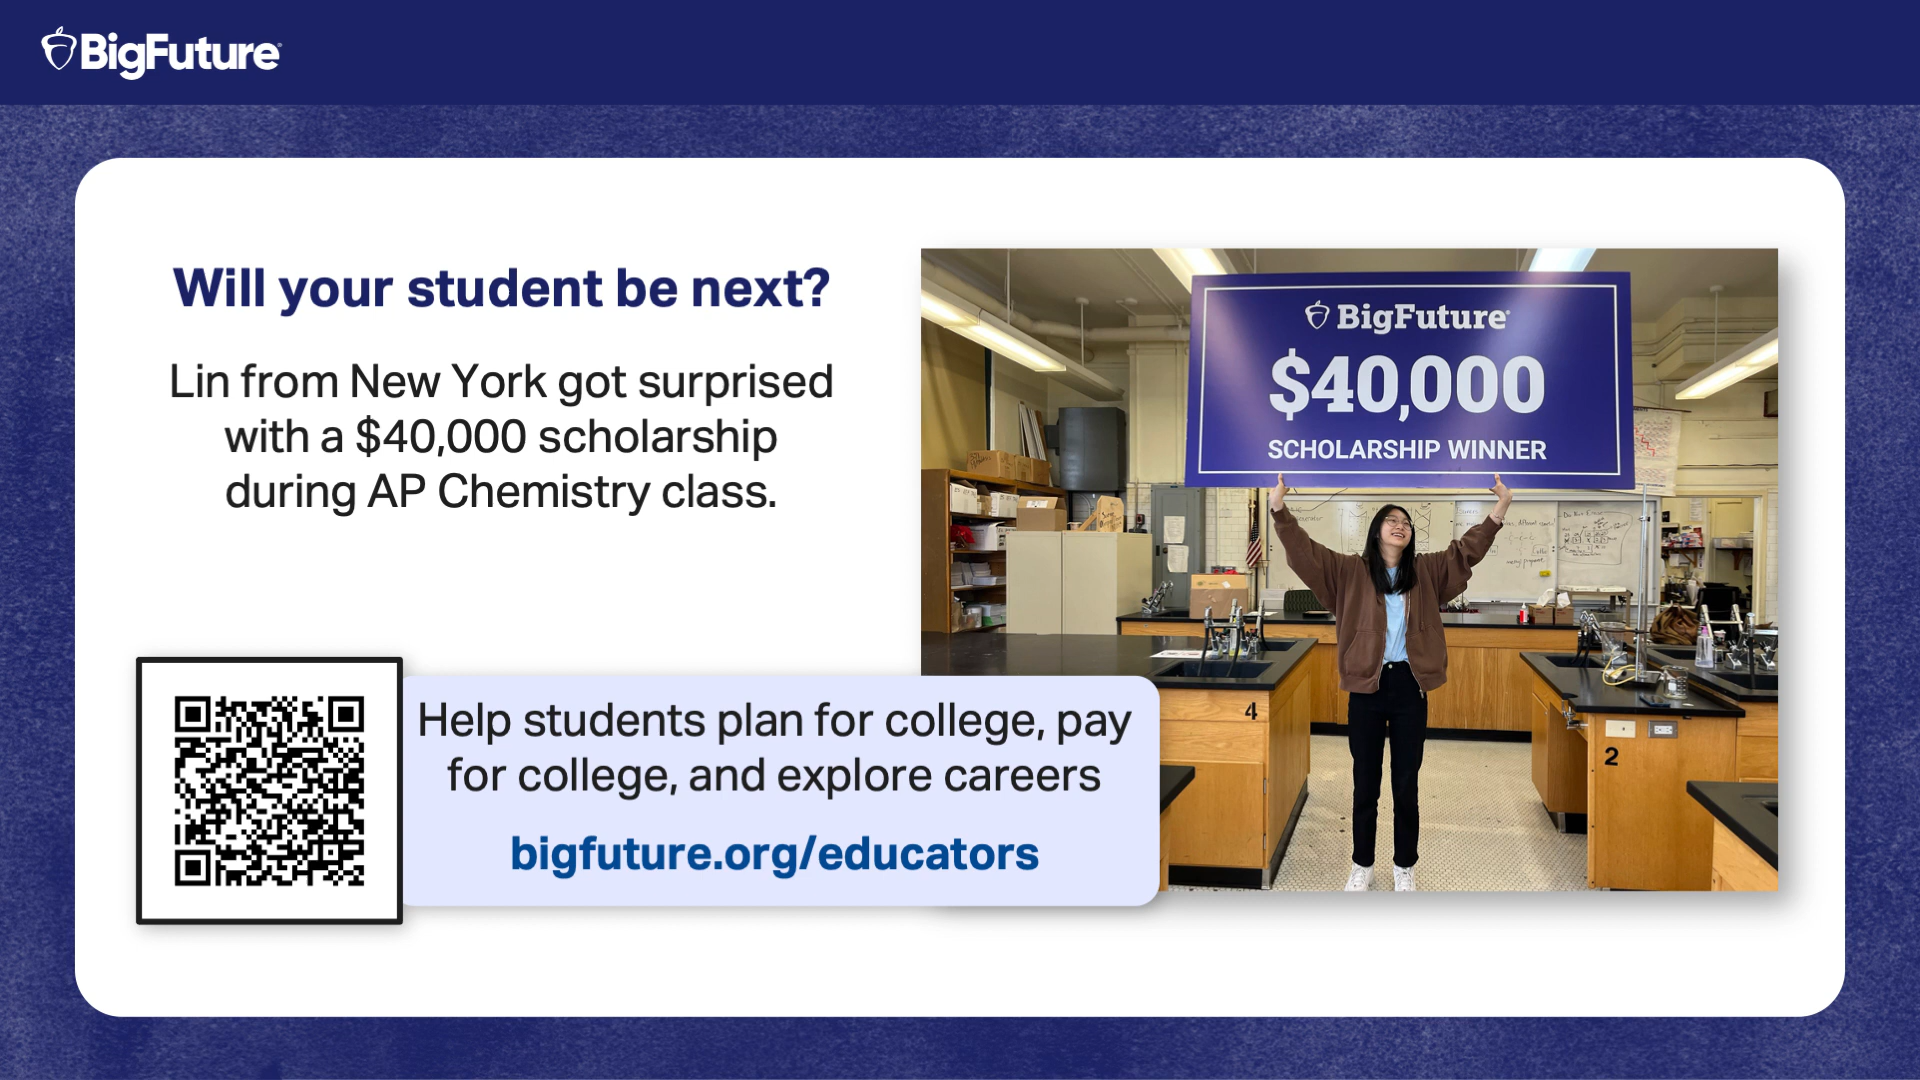 BigFuture
Will your student be next?
Lin from New York got surprised
with a $40,000 scholarship
during AP Chemistry class.
BigFuture
$40,000
SCHOLARSHIP WINNER
Help students plan for college, pay
for college, and explore careers
bigfuture.org/educators
4
2